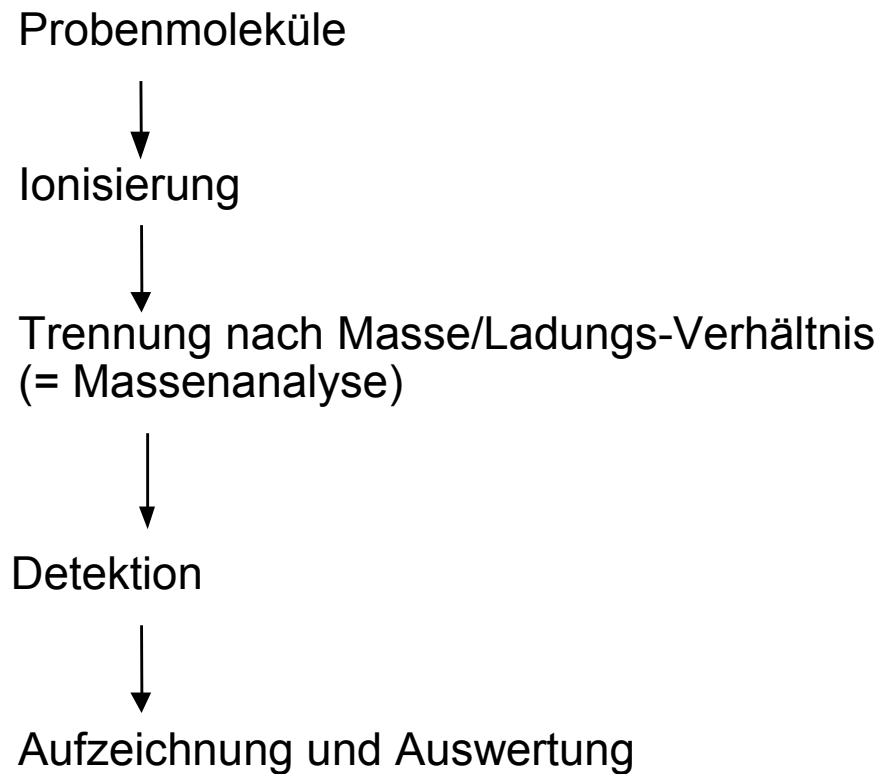 Probenmoleküle
Ionisierung
Trennung nach Masse/Ladungs-Verhältnis
(= Massenanalyse)
Detektion
Aufzeichnung und Auswertung